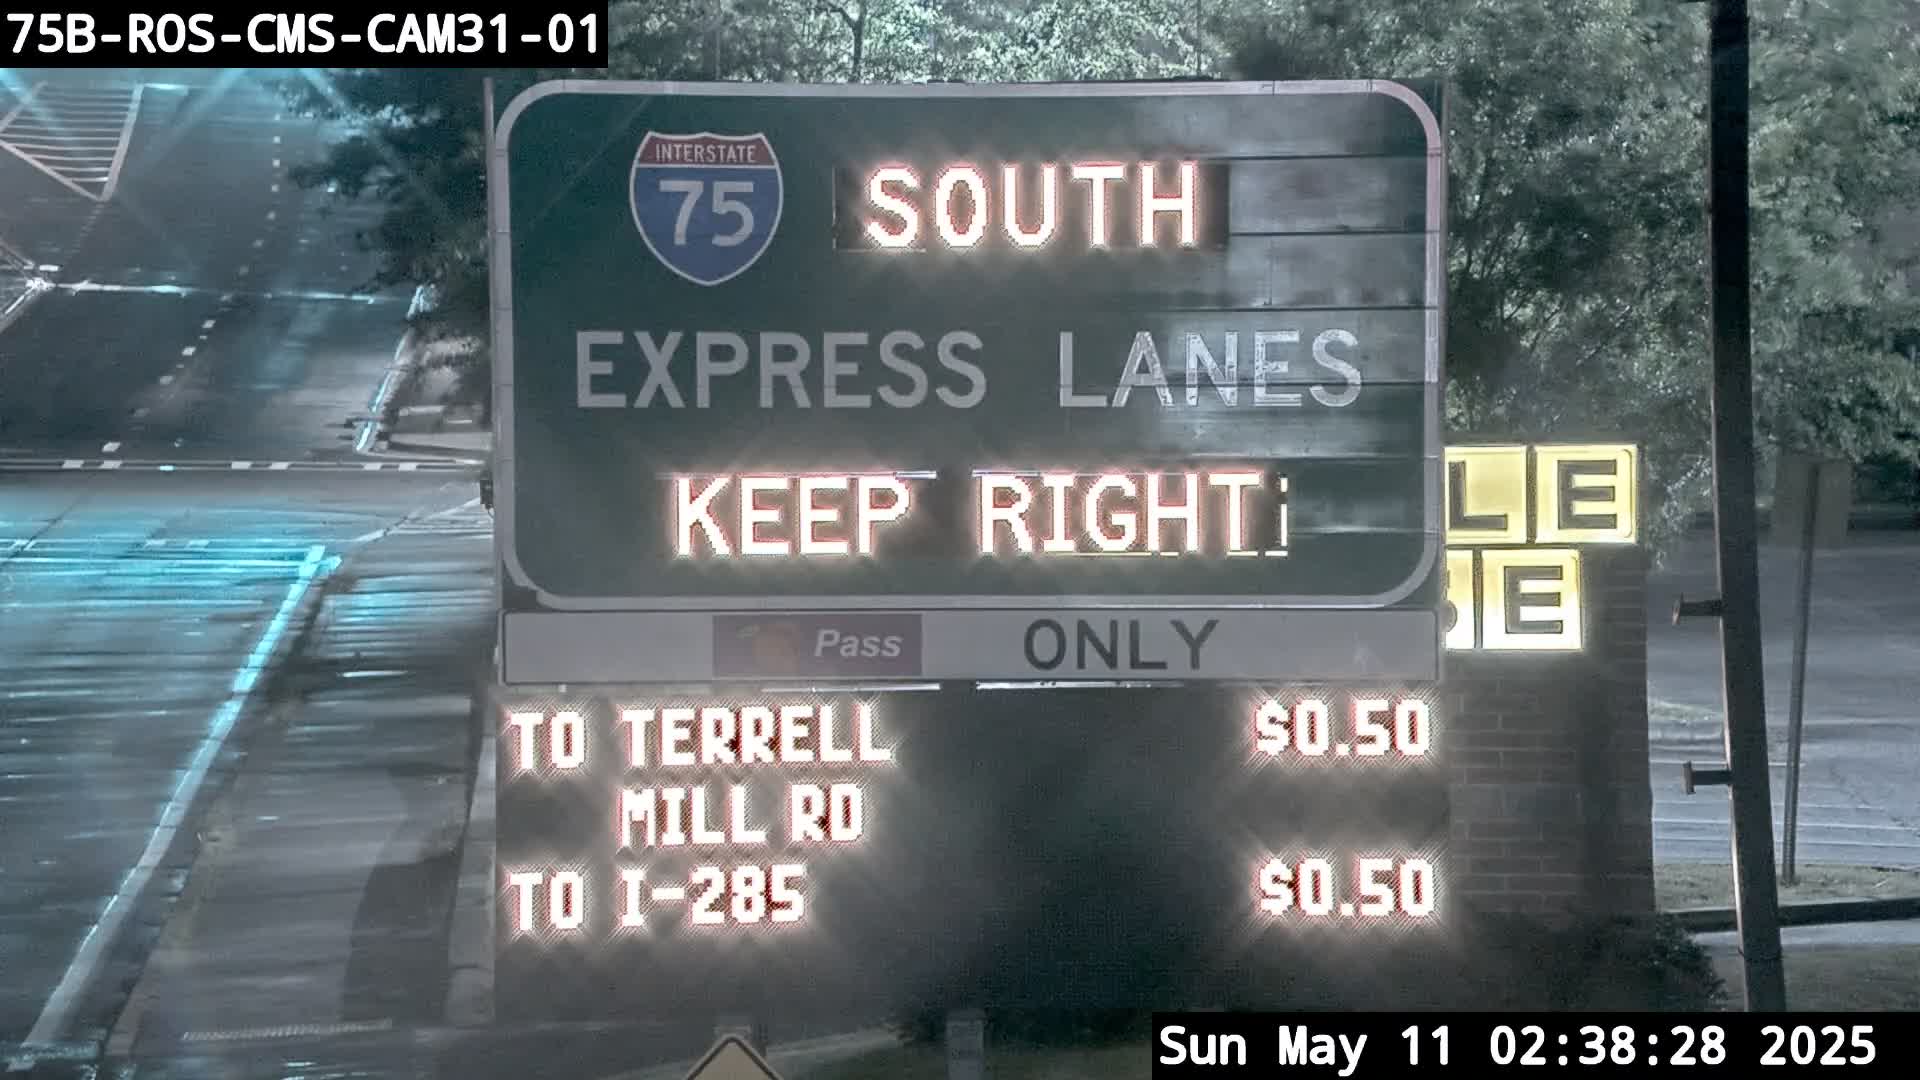 75B-ROS-CMS-CAM31-01
INTERSTATE
75
SOUTH
EXPRESS LANES
KEEP RIGHT
LE
E
Pass ONLY
TO TERRELL $0.50
MILL RD
TO I-285 $0.50
Sun May 11 02:38:28 2025